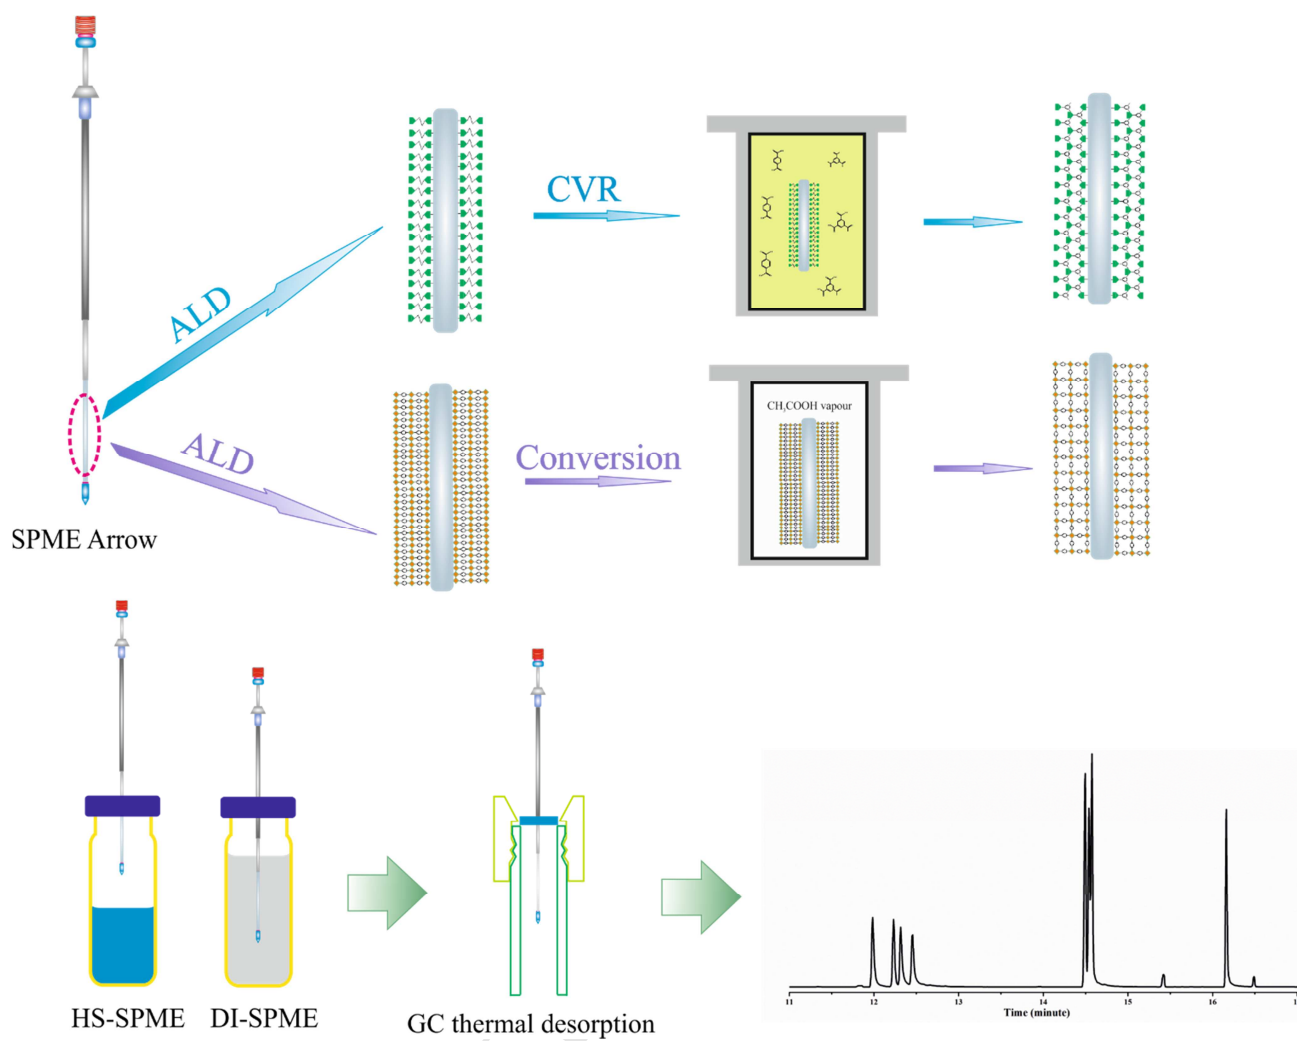 CVR
ALD
CH3COOH vapour
ALD
Conversion
SPME Arrow
HS-SPME
DI-SPME
GC thermal desorption
11
12
13
14
15
16
1
Time (minute)